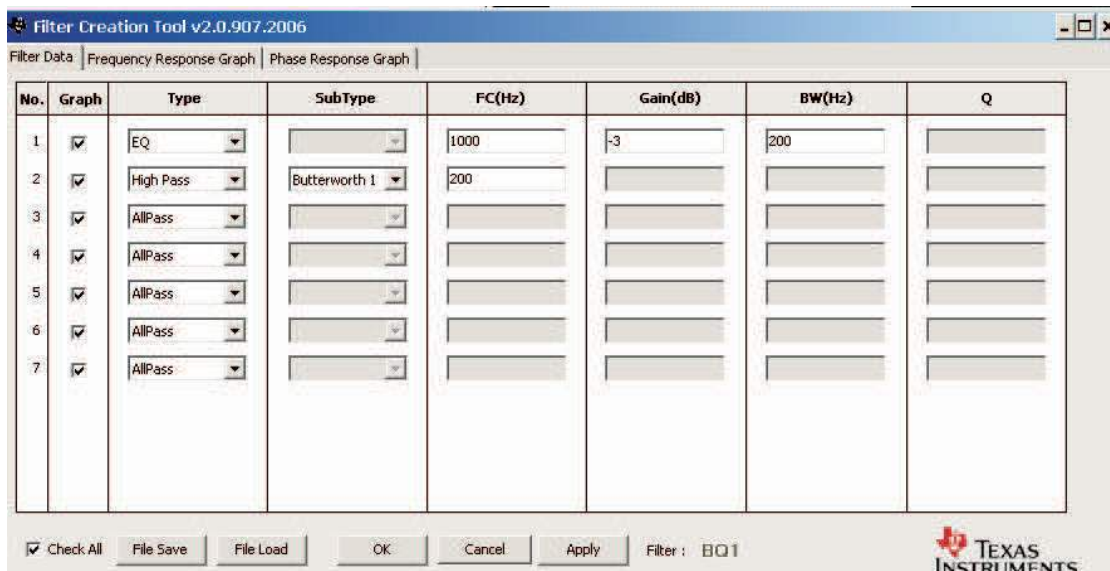 Filter Creation Tool v2.0.907.2006
Filter Data Frequency Response Graph Phase Response Graph
No. Graph Type SubType FC(Hz) Gain(dB) BW(Hz) Q
1 EQ 1000 -3 200
2 High Pass Butterworth 1 200
3 AllPass
4 AllPass
5 AllPass
6 AllPass
7 AllPass
Check All File Save File Load OK Cancel Apply Filter : BQ1
TEXAS
INSTRUMENTS